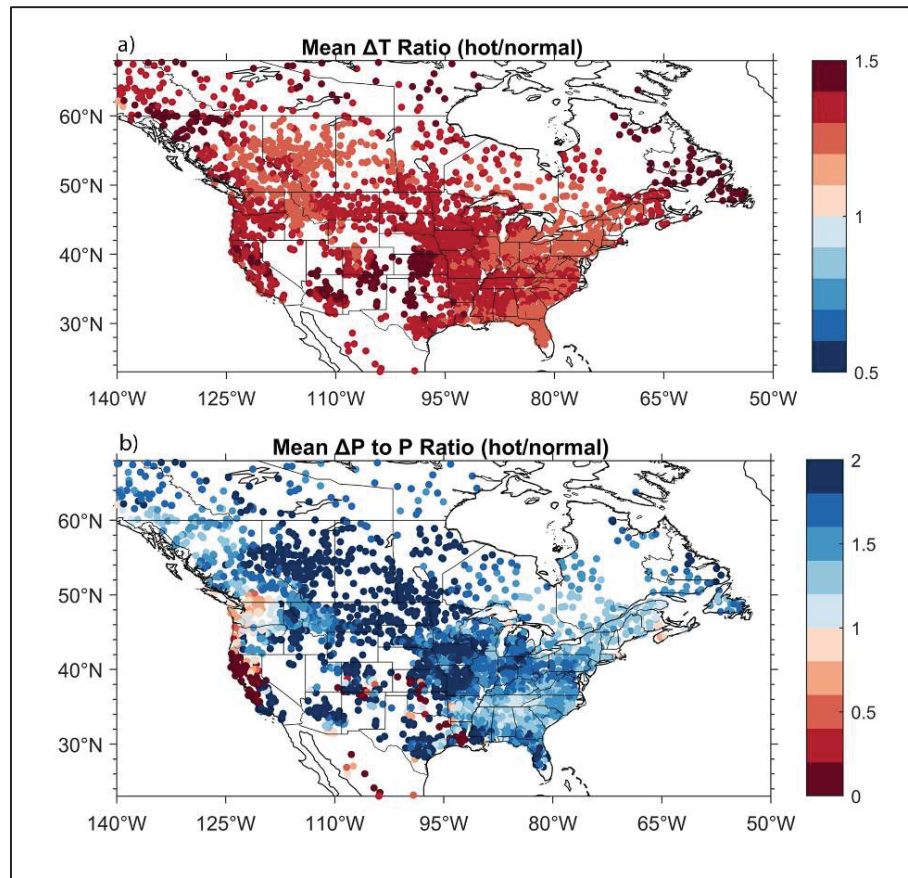 a)
Mean ΔT Ratio (hot/normal)
60°N
50°N
40°N
30°N
140°W 125°W 110°W 95°W 80°W 65°W 50°W
1.5
1
0.5
b)
Mean ΔP to P Ratio (hot/normal)
60°N
50°N
40°N
30°N
140°W 125°W 110°W 95°W 80°W 65°W 50°W
2
1.5
1
0.5
0